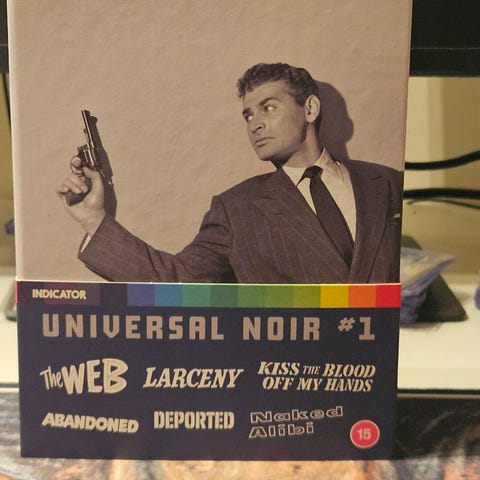 INDICATOR
UNIVERSAL NOIR #1
The WEB LARCENY KISS THE BLOOD OFF MY HANDS
ABANDONED DEPORTED Naked Alibi
15